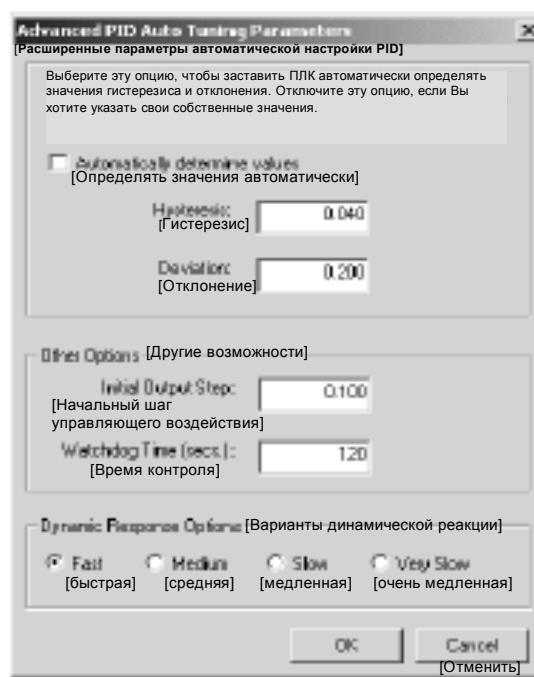 Advanced PID Auto Tuning Parameters
[Расширенные параметры автоматической настройки PID]
Выберите эту опцию, чтобы заставить ПЛК автоматически определять
значения гистерезиса и отклонения. Отключите эту опцию, если Вы
хотите указать свои собственные значения.
Automatically determine values
[Определять значения автоматически]
Hysteresis: 0.040
[Гистерезис]
Deviation: 0.200
[Отклонение]
Other Options [Другие возможности]
Initial Output Step: 0.100
[Начальный шаг
управляющего воздействия]
Watchdog Time (secs.): 120
[Время контроля]
Dynamic Response Options [Варианты динамической реакции]
Fast Medium Slow Very Slow
[быстрая] [средняя] [медленная] [очень медленная]
OK Cancel
[Отменить]